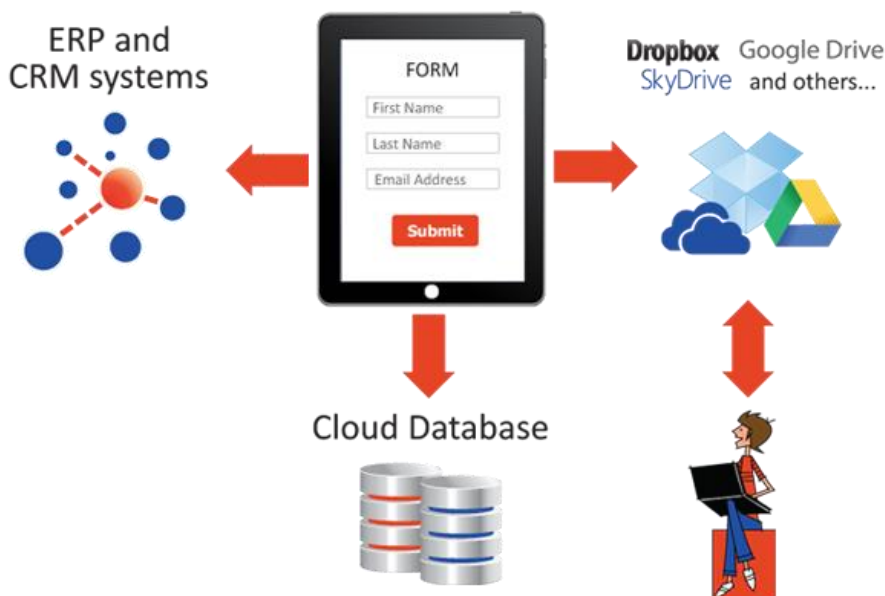 ERP and
CRM systems
FORM
First Name
Last Name
Email Address
Submit
Dropbox Google Drive
SkyDrive and others...
Cloud Database